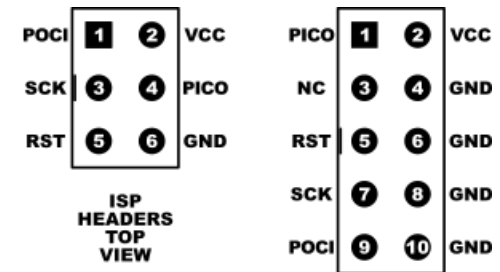 POCI 1 2 VCC
SCK 3 4 PICO
RST 5 6 GND
ISP
HEADERS
TOP
VIEW
PICO 1 2 VCC
NC 3 4 GND
RST 5 6 GND
SCK 7 8 GND
POCI 9 10 GND